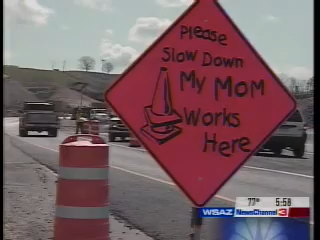 Please
Slow Down
My Mom
Works
Here
77° 5:58
WSAZ NewsChannel 3